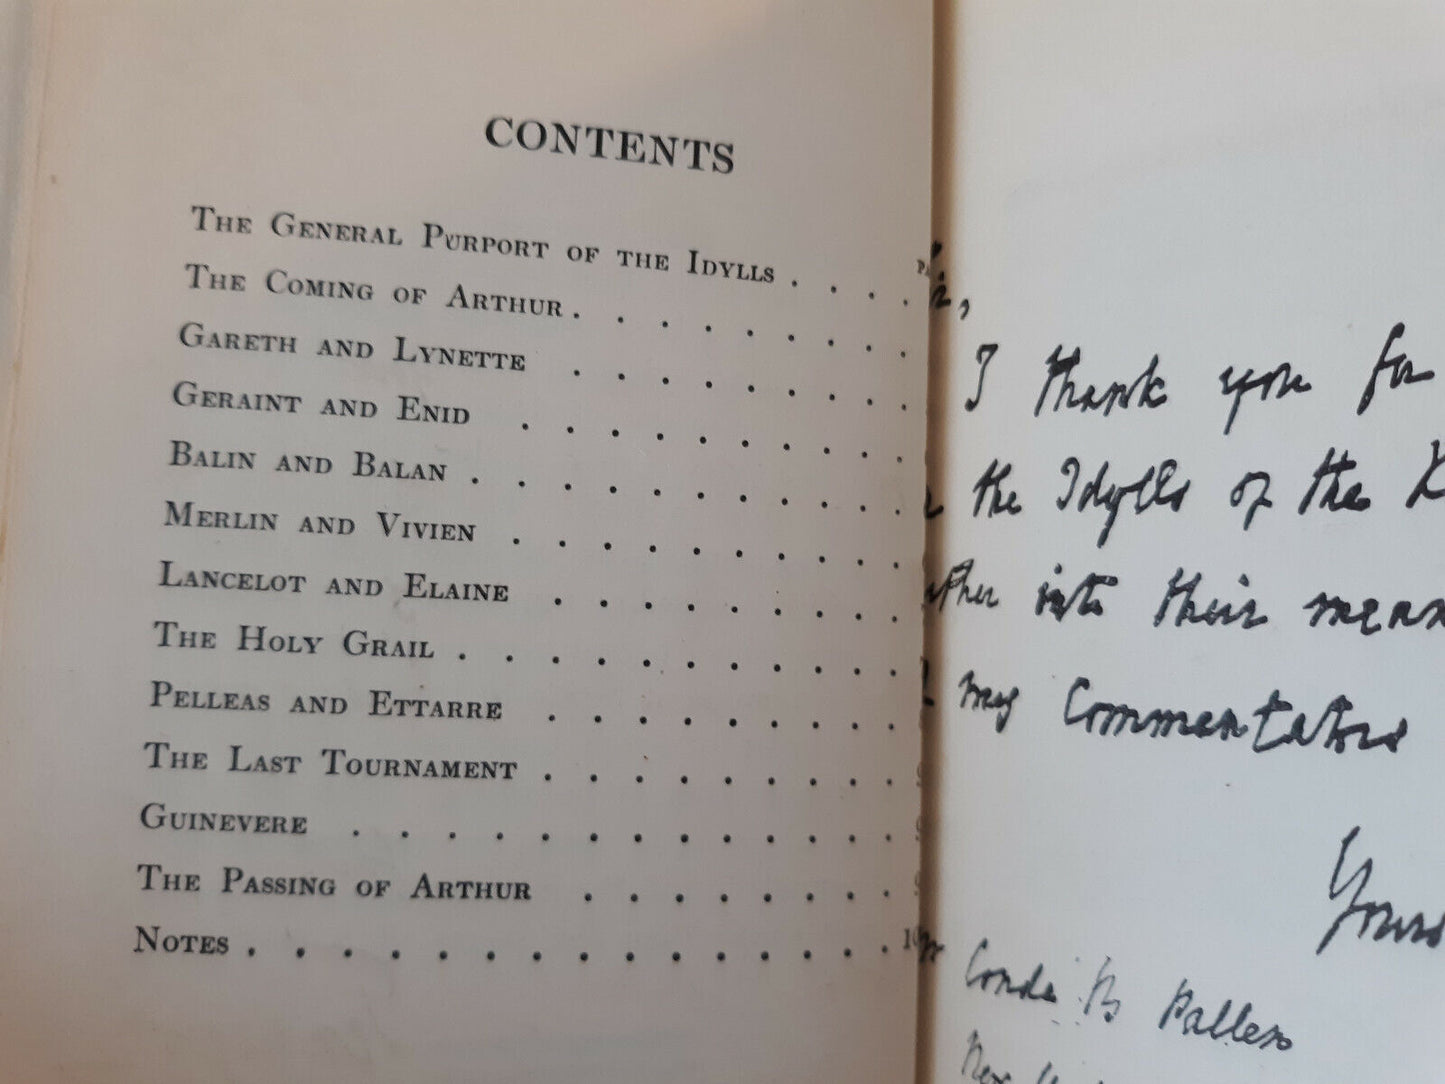 CONTENTS
THE GENERAL PURPORT OF THE IDYLLS . . . .
THE COMING OF ARTHUR . . . . . . . .
GARETH AND LYNETTE . . . . . . . .
GERAINT AND ENID . . . . . . . . .
BALIN AND BALAN . . . . . . . . . .
MERLIN AND VIVIEN . . . . . . . . .
LANCELOT AND ELAINE . . . . . . . .
THE HOLY GRAIL . . . . . . . . . .
PELLEAS AND ETTARRE . . . . . . . .
THE LAST TOURNAMENT . . . . . . . .
GUINEVERE . . . . . . . . . . . .
THE PASSING OF ARTHUR . . . . . . .
NOTES . . . . . . . . . . . . . .
I thank you for
the Idylls of the
into their mean
my Commentators
Yours
Condé B Pallen